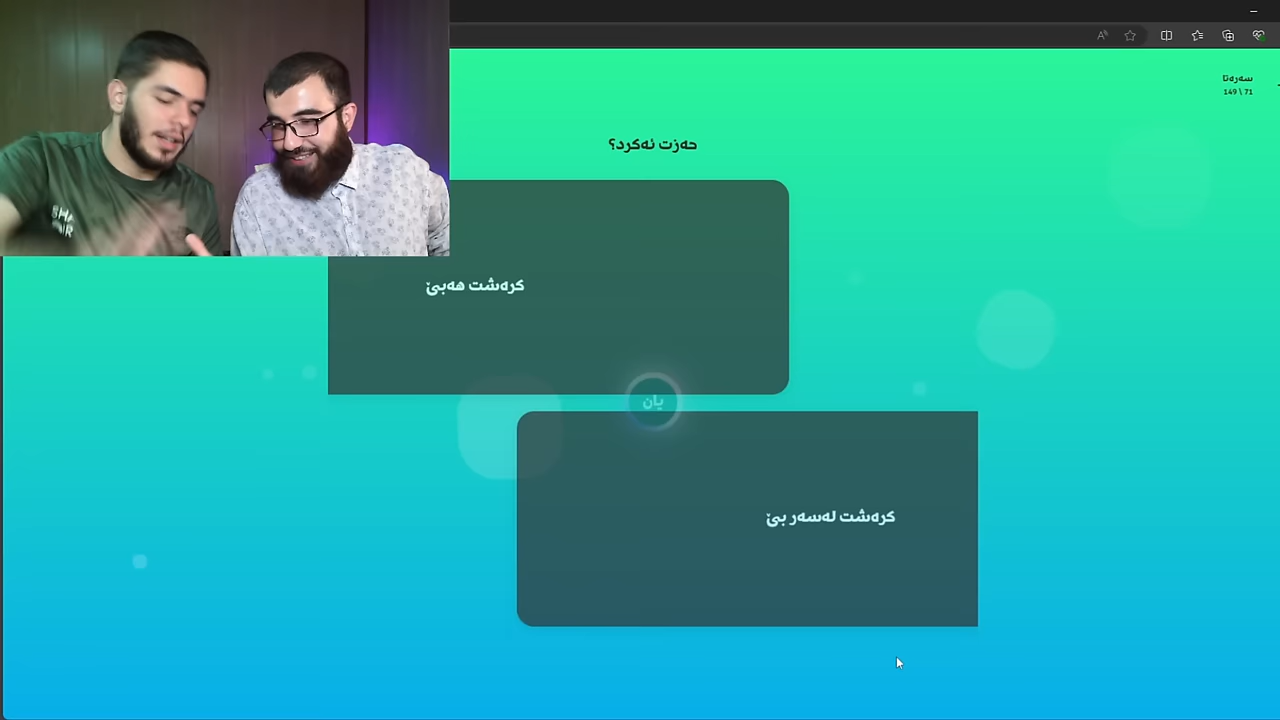 سەرەتا
149 \ 71
حەزت ئەکرد؟
کرەشت هەبێ
یان
کرەشت لەسەر بێ